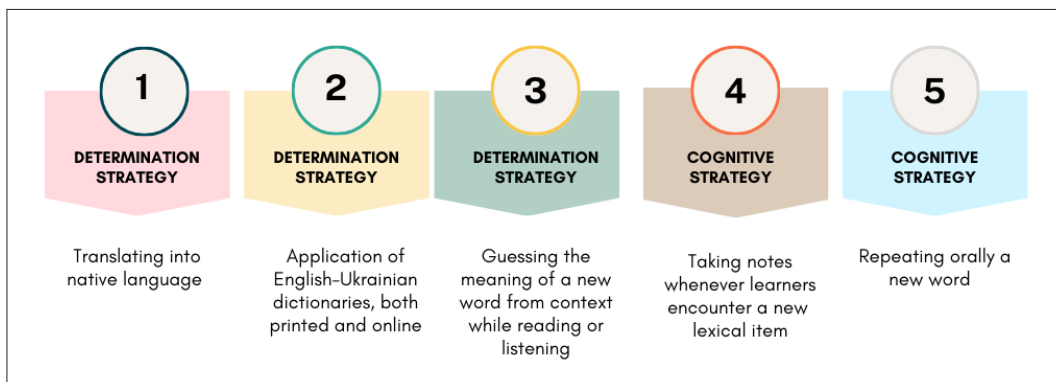 1
DETERMINATION
STRATEGY
Translating into
native language
2
DETERMINATION
STRATEGY
Application of
English-Ukrainian
dictionaries, both
printed and online
3
DETERMINATION
STRATEGY
Guessing the
meaning of a new
word from context
while reading or
listening
4
COGNITIVE
STRATEGY
Taking notes
whenever learners
encounter a new
lexical item
5
COGNITIVE
STRATEGY
Repeating orally a
new word